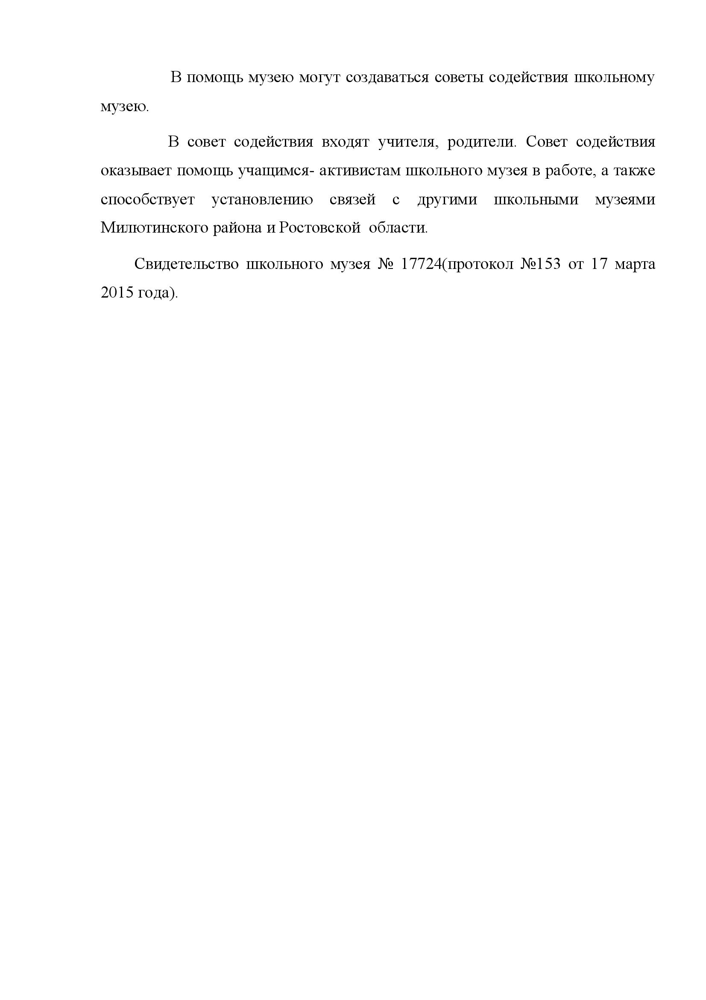 В помощь музею могут создаваться советы содействия школьному
музею.
В совет содействия входят учителя, родители. Совет содействия
оказывает помощь учащимся- активистам школьного музея в работе, а также
способствует установлению связей с другими школьными музеями
Милютинского района и Ростовской  области.
Свидетельство школьного музея № 17724(протокол №153 от 17 марта
2015 года).